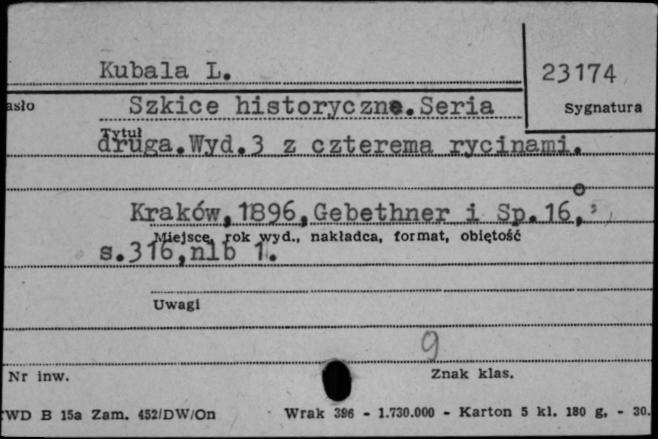 Kubala L.
23174
asło
Szkice historyczne. Seria
Sygnatura
Tytuł
druga. Wyd. 3 z czterema rycinami.
Kraków, 1896, Gebethner i Sp. 16°,
Miejsce, rok wyd., nakładca, format, obiętość
s. 316, nlb 1.
Uwagi
9
Nr inw.
Znak klas.
CWD B 15a Zam. 452/DW/On Wrak 396 - 1.730.000 - Karton 5 kl. 180 g. - 30.